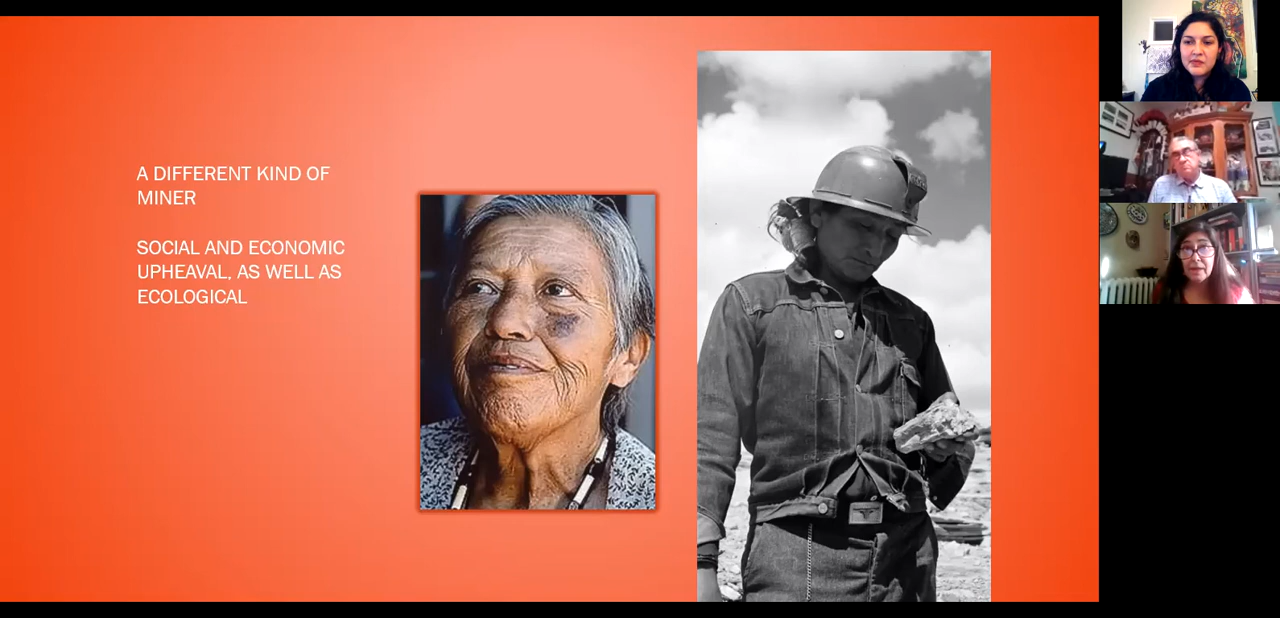 A DIFFERENT KIND OF
MINER
SOCIAL AND ECONOMIC
UPHEAVAL, AS WELL AS
ECOLOGICAL